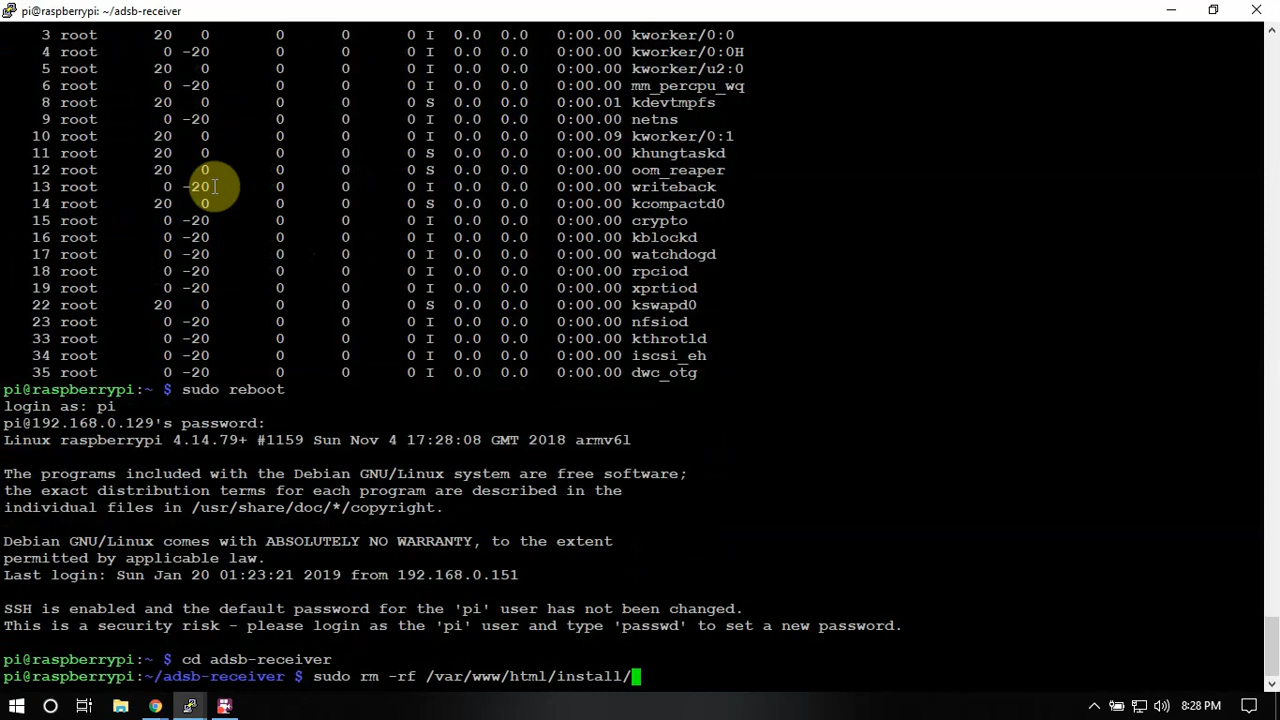 pi@raspberrypi: ~/adsb-receiver
3 root 20 0 0 0 0 I 0.0 0.0 0:00.00 kworker/0:0
4 root 0 -20 0 0 0 I 0.0 0.0 0:00.00 kworker/0:0H
5 root 20 0 0 0 0 I 0.0 0.0 0:00.00 kworker/u2:0
6 root 0 -20 0 0 0 I 0.0 0.0 0:00.00 mm_percpu_wq
8 root 20 0 0 0 0 S 0.0 0.0 0:00.01 kdevtmpfs
9 root 0 -20 0 0 0 I 0.0 0.0 0:00.00 netns
10 root 20 0 0 0 0 I 0.0 0.0 0:00.09 kworker/0:1
11 root 20 0 0 0 0 S 0.0 0.0 0:00.00 khungtaskd
12 root 20 0 0 0 0 S 0.0 0.0 0:00.00 oom_reaper
13 root 0 -20 0 0 0 I 0.0 0.0 0:00.00 writeback
14 root 20 0 0 0 0 S 0.0 0.0 0:00.00 kcompactd0
15 root 0 -20 0 0 0 I 0.0 0.0 0:00.00 crypto
16 root 0 -20 0 0 0 I 0.0 0.0 0:00.00 kblockd
17 root 0 -20 0 0 0 I 0.0 0.0 0:00.00 watchdogd
18 root 0 -20 0 0 0 I 0.0 0.0 0:00.00 rpciod
19 root 0 -20 0 0 0 I 0.0 0.0 0:00.00 xprtiod
22 root 20 0 0 0 0 S 0.0 0.0 0:00.00 kswapd0
23 root 0 -20 0 0 0 I 0.0 0.0 0:00.00 nfsiod
33 root 0 -20 0 0 0 I 0.0 0.0 0:00.00 kthrotld
34 root 0 -20 0 0 0 I 0.0 0.0 0:00.00 iscsi_eh
35 root 0 -20 0 0 0 I 0.0 0.0 0:00.00 dwc_otg
pi@raspberrypi:~ $ sudo reboot
login as: pi
pi@192.168.0.129's password:
Linux raspberrypi 4.14.79+ #1159 Sun Nov 4 17:28:08 GMT 2018 armv6l
The programs included with the Debian GNU/Linux system are free software;
the exact distribution terms for each program are described in the
individual files in /usr/share/doc/*/copyright.
Debian GNU/Linux comes with ABSOLUTELY NO WARRANTY, to the extent
permitted by applicable law.
Last login: Sun Jan 20 01:23:21 2019 from 192.168.0.151
SSH is enabled and the default password for the 'pi' user has not been changed.
This is a security risk - please login as the 'pi' user and type 'passwd' to set a new password.
pi@raspberrypi:~ $ cd adsb-receiver
pi@raspberrypi:~/adsb-receiver $ sudo rm -rf /var/www/html/install/
8:28 PM